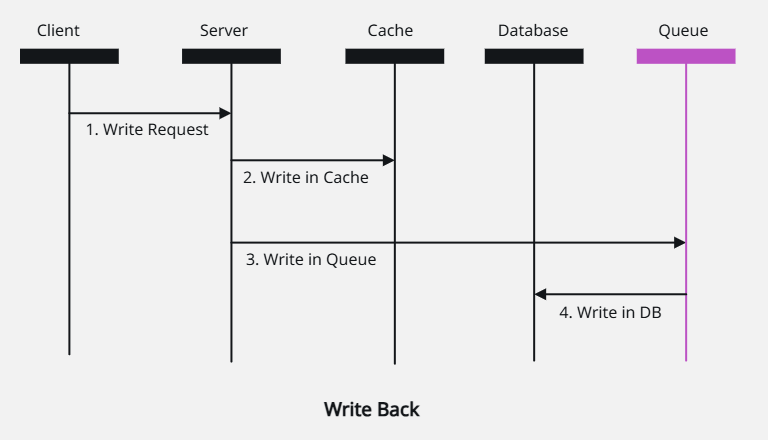 Client
Server
Cache
Database
Queue
1. Write Request
2. Write in Cache
3. Write in Queue
4. Write in DB
Write Back